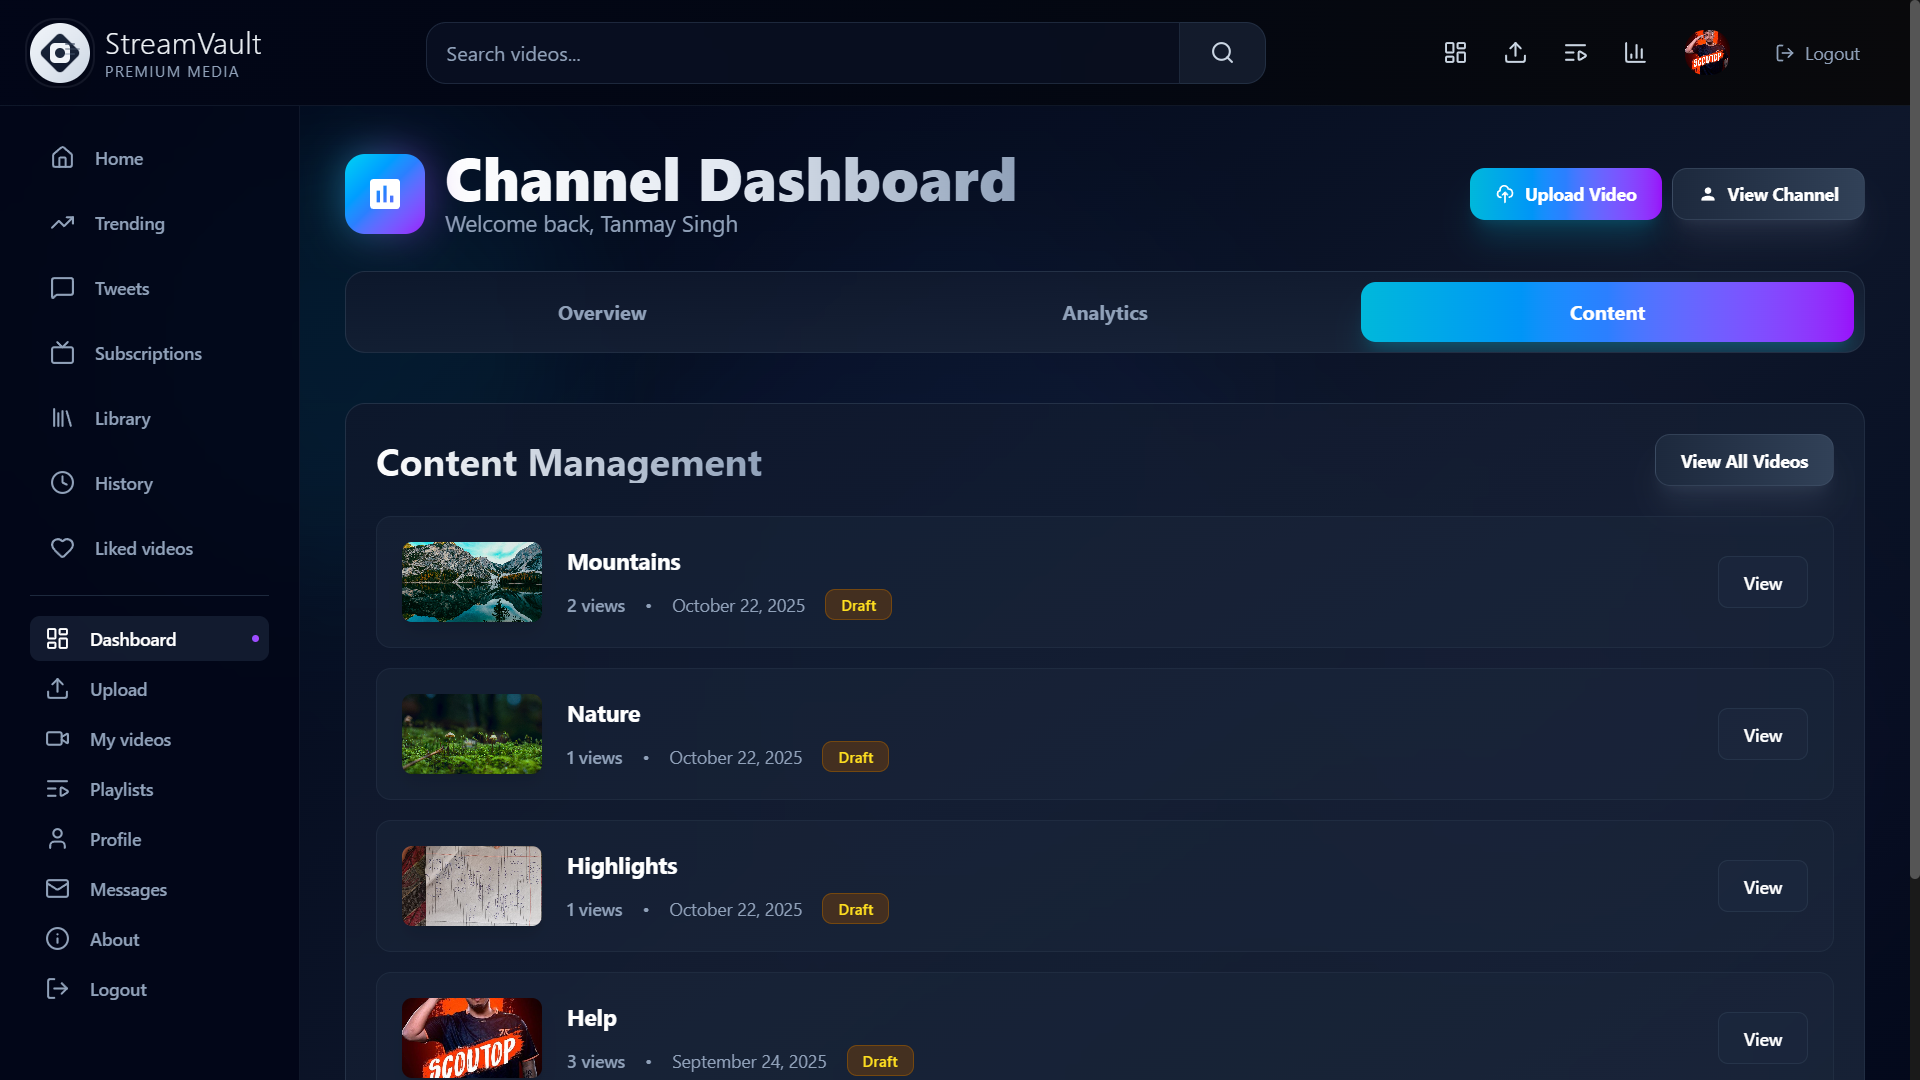 StreamVault
PREMIUM MEDIA
Search videos...
Logout
Home
Trending
Tweets
Subscriptions
Library
History
Liked videos
Dashboard
Upload
My videos
Playlists
Profile
Messages
About
Logout
Channel Dashboard
Welcome back, Tanmay Singh
Upload Video
View Channel
Overview
Analytics
Content
Content Management
View All Videos
Mountains
2 views • October 22, 2025 Draft
View
Nature
1 views • October 22, 2025 Draft
View
Highlights
1 views • October 22, 2025 Draft
View
SCOUTOP
Help
3 views • September 24, 2025 Draft
View